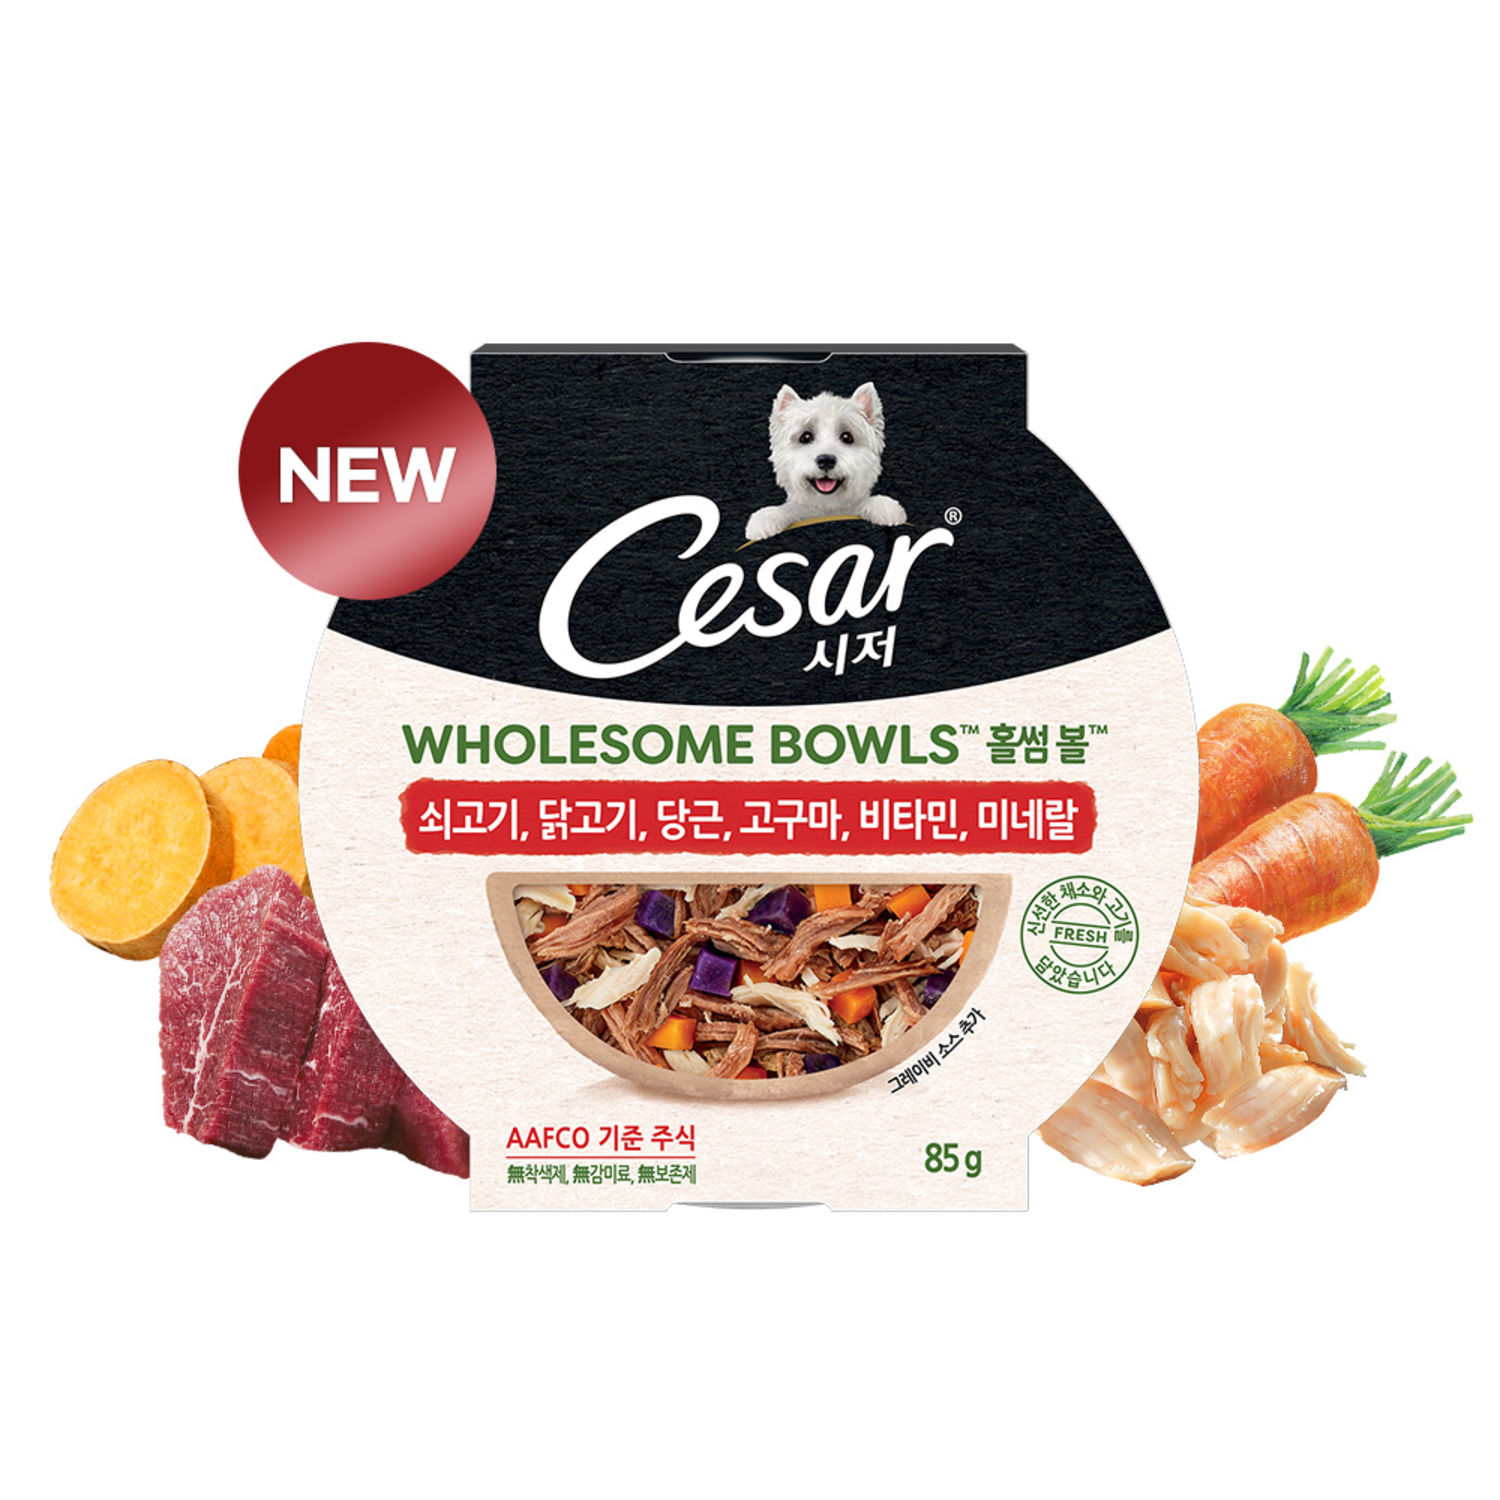 NEW
Cesar®
시저
WHOLESOME BOWLS™ 홀썸 볼™
쇠고기, 닭고기, 당근, 고구마, 비타민, 미네랄
신선한 채소와 고기를
FRESH
담았습니다
그레이비 소스 추가
AAFCO 기준 주식
無착색제, 無감미료, 無보존제
85 g